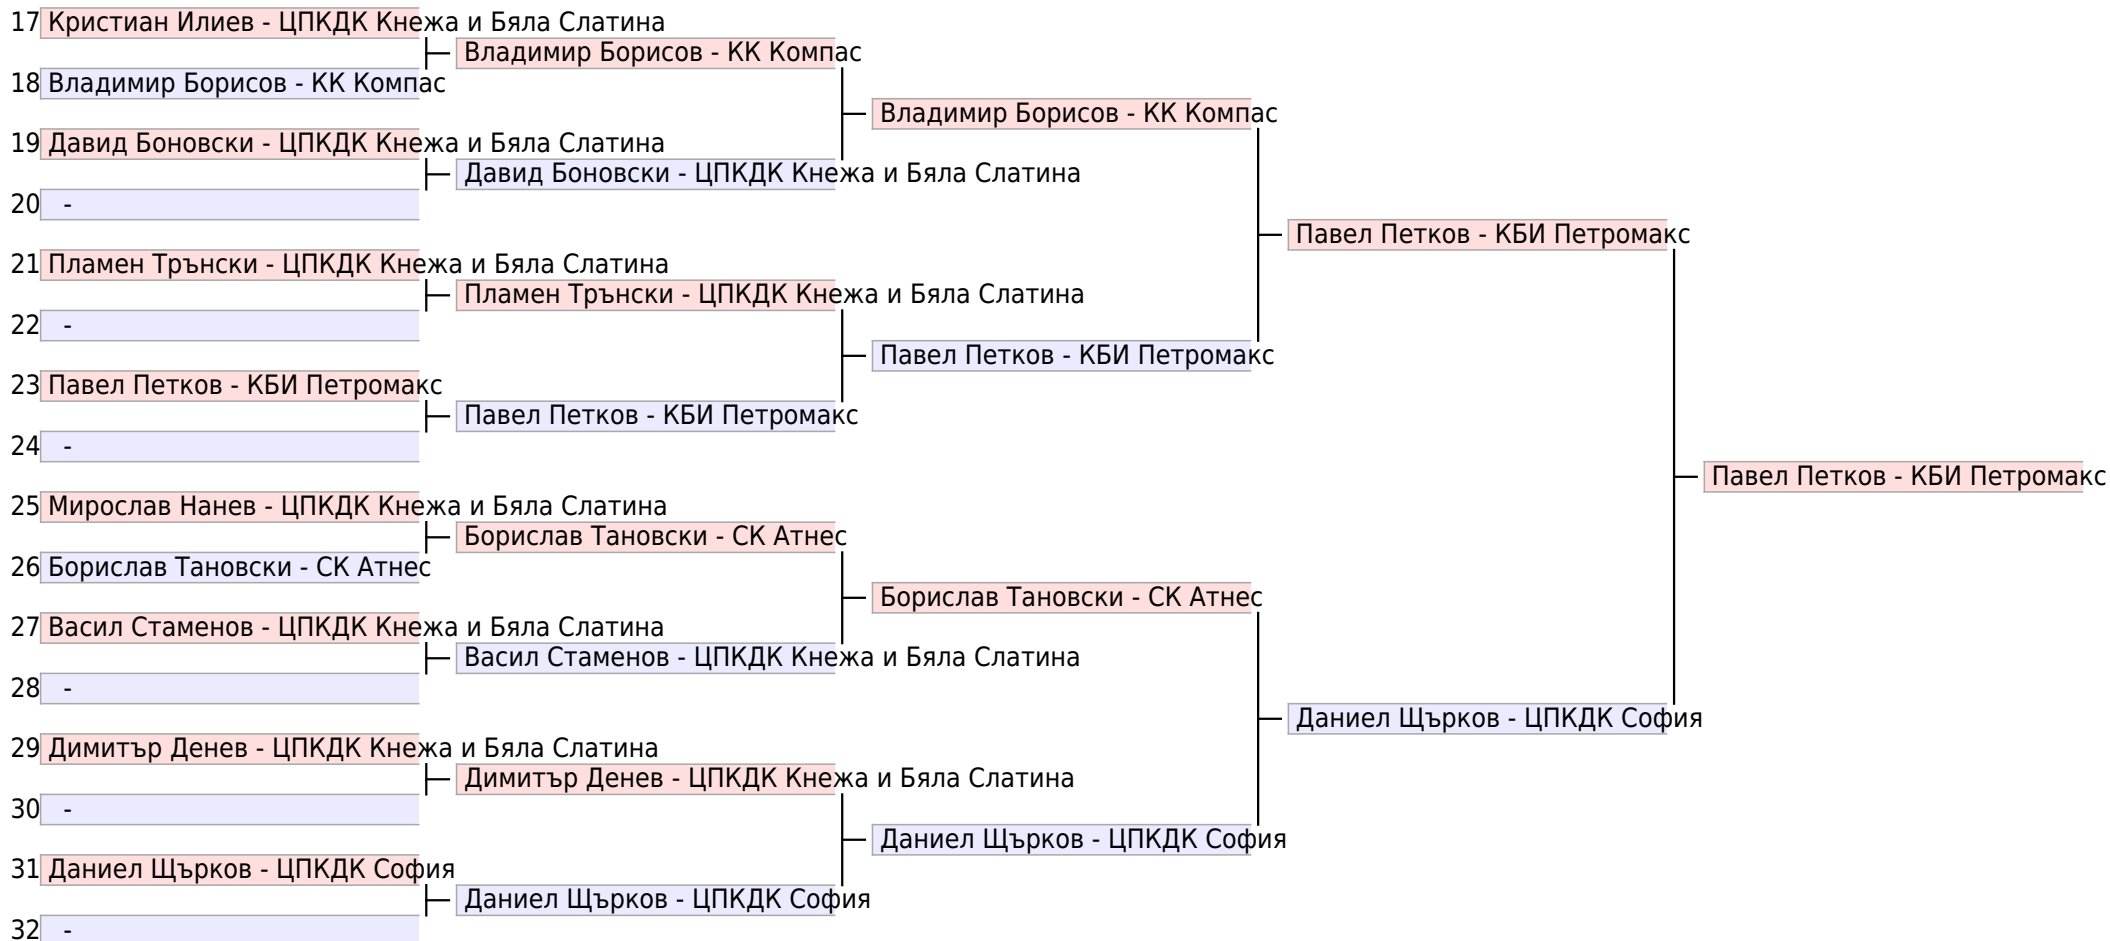 17 Кристиан Илиев - ЦПКДК Кнежа и Бяла Слатина
Владимир Борисов - КК Компас
18 Владимир Борисов - КК Компас
Владимир Борисов - КК Компас
19 Давид Боновски - ЦПКДК Кнежа и Бяла Слатина
Давид Боновски - ЦПКДК Кнежа и Бяла Слатина
20 -
Павел Петков - КБИ Петромакс
21 Пламен Трънски - ЦПКДК Кнежа и Бяла Слатина
Пламен Трънски - ЦПКДК Кнежа и Бяла Слатина
22 -
Павел Петков - КБИ Петромакс
23 Павел Петков - КБИ Петромакс
Павел Петков - КБИ Петромакс
24 -
Павел Петков - КБИ Петромакс
25 Мирослав Нанев - ЦПКДК Кнежа и Бяла Слатина
Борислав Тановски - СК Атнес
26 Борислав Тановски - СК Атнес
Борислав Тановски - СК Атнес
27 Васил Стаменов - ЦПКДК Кнежа и Бяла Слатина
Васил Стаменов - ЦПКДК Кнежа и Бяла Слатина
28 -
Даниел Щърков - ЦПКДК София
29 Димитър Денев - ЦПКДК Кнежа и Бяла Слатина
Димитър Денев - ЦПКДК Кнежа и Бяла Слатина
30 -
Даниел Щърков - ЦПКДК София
31 Даниел Щърков - ЦПКДК София
Даниел Щърков - ЦПКДК София
32 -